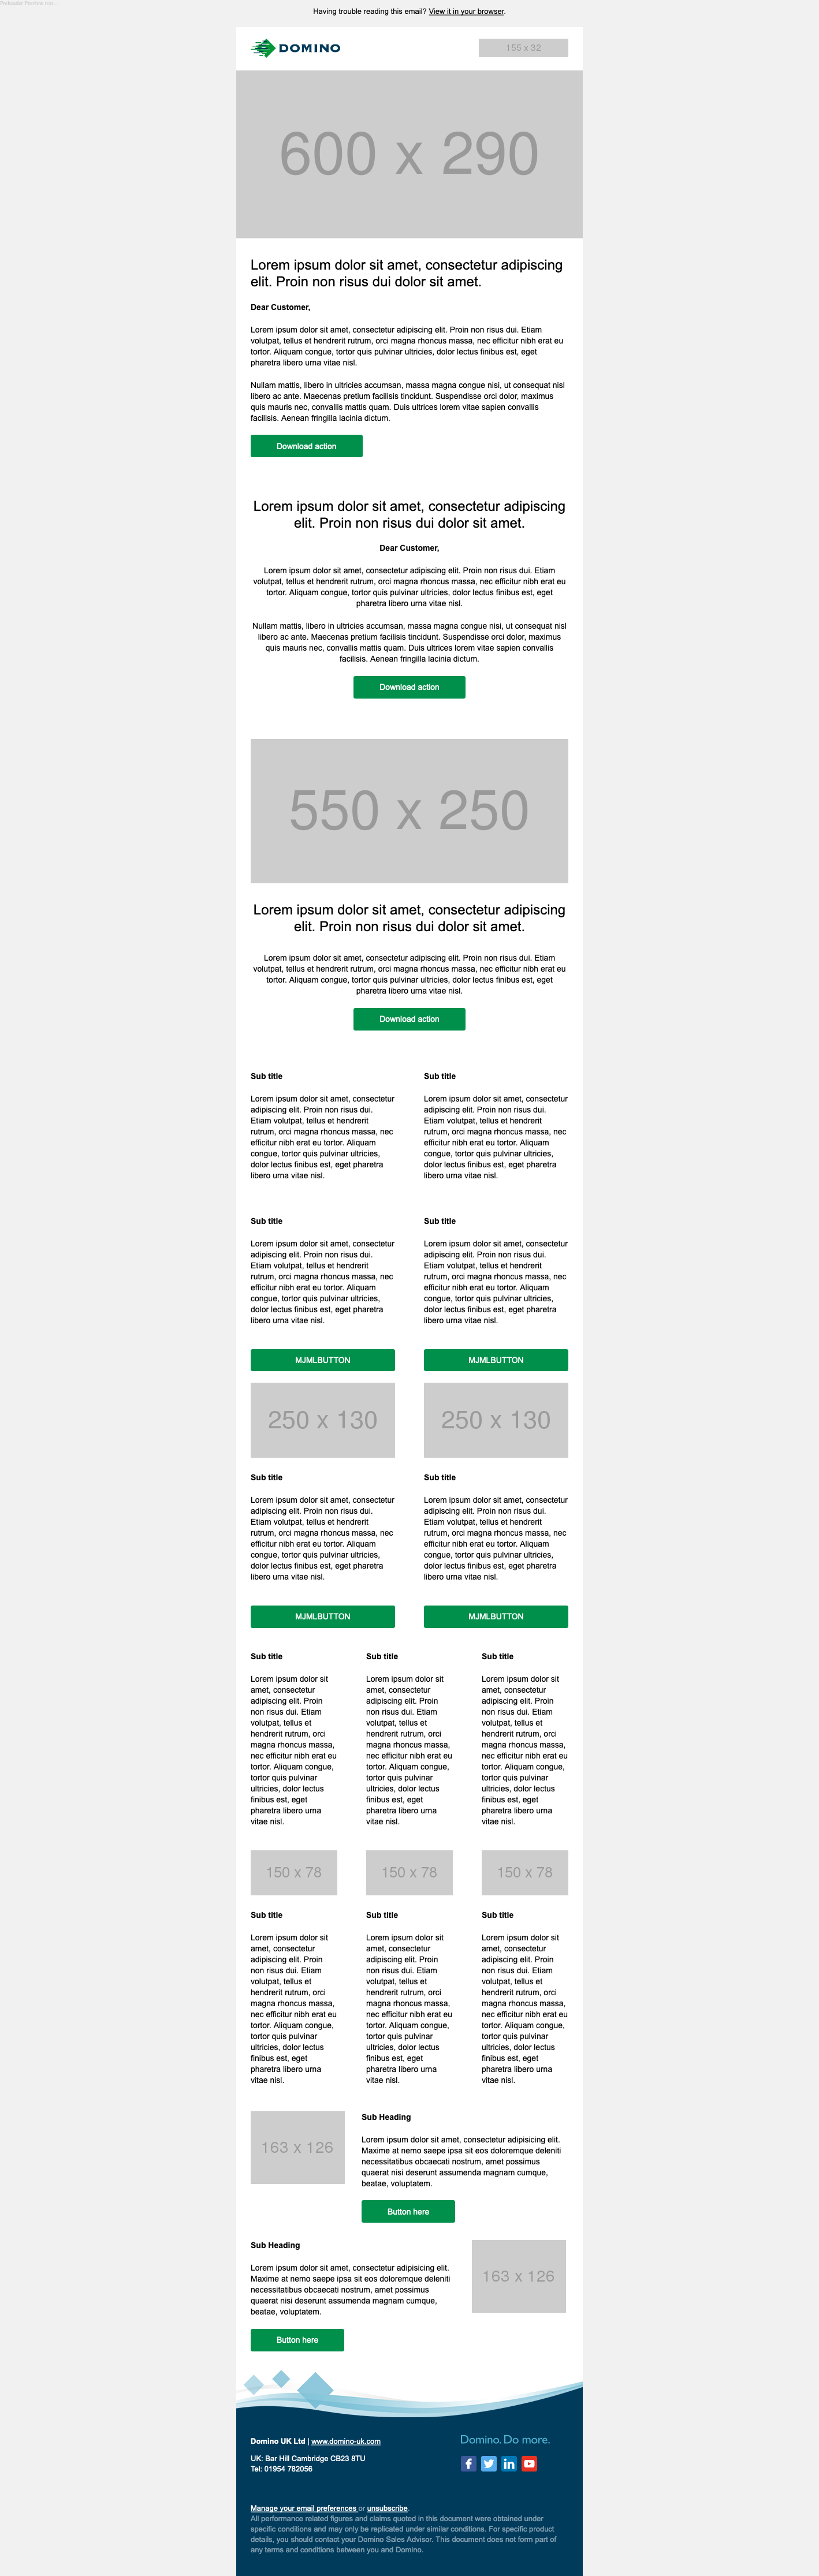 Preheader Preview text...
Having trouble reading this email? View it in your browser.
DOMINO
155 x 32
600 x 290
Lorem ipsum dolor sit amet, consectetur adipiscing
elit. Proin non risus dui dolor sit amet.
Dear Customer,
Lorem ipsum dolor sit amet, consectetur adipiscing elit. Proin non risus dui. Etiam
volutpat, tellus et hendrerit rutrum, orci magna rhoncus massa, nec efficitur nibh erat eu
tortor. Aliquam congue, tortor quis pulvinar ultricies, dolor lectus finibus est, eget
pharetra libero urna vitae nisl.
Nullam mattis, libero in ultricies accumsan, massa magna congue nisi, ut consequat nisl
libero ac ante. Maecenas pretium facilisis tincidunt. Suspendisse orci dolor, maximus
quis mauris nec, convallis mattis quam. Duis ultrices lorem vitae sapien convallis
facilisis. Aenean fringilla lacinia dictum.
Download action
Lorem ipsum dolor sit amet, consectetur adipiscing
elit. Proin non risus dui dolor sit amet.
Dear Customer,
Lorem ipsum dolor sit amet, consectetur adipiscing elit. Proin non risus dui. Etiam
volutpat, tellus et hendrerit rutrum, orci magna rhoncus massa, nec efficitur nibh erat eu
tortor. Aliquam congue, tortor quis pulvinar ultricies, dolor lectus finibus est, eget
pharetra libero urna vitae nisl.
Nullam mattis, libero in ultricies accumsan, massa magna congue nisi, ut consequat nisl
libero ac ante. Maecenas pretium facilisis tincidunt. Suspendisse orci dolor, maximus
quis mauris nec, convallis mattis quam. Duis ultrices lorem vitae sapien convallis
facilisis. Aenean fringilla lacinia dictum.
Download action
550 x 250
Lorem ipsum dolor sit amet, consectetur adipiscing
elit. Proin non risus dui dolor sit amet.
Lorem ipsum dolor sit amet, consectetur adipiscing elit. Proin non risus dui. Etiam
volutpat, tellus et hendrerit rutrum, orci magna rhoncus massa, nec efficitur nibh erat eu
tortor. Aliquam congue, tortor quis pulvinar ultricies, dolor lectus finibus est, eget
pharetra libero urna vitae nisl.
Download action
Sub title
Lorem ipsum dolor sit amet, consectetur
adipiscing elit. Proin non risus dui.
Etiam volutpat, tellus et hendrerit
rutrum, orci magna rhoncus massa, nec
efficitur nibh erat eu tortor. Aliquam
congue, tortor quis pulvinar ultricies,
dolor lectus finibus est, eget pharetra
libero urna vitae nisl.
Sub title
Lorem ipsum dolor sit amet, consectetur
adipiscing elit. Proin non risus dui.
Etiam volutpat, tellus et hendrerit
rutrum, orci magna rhoncus massa, nec
efficitur nibh erat eu tortor. Aliquam
congue, tortor quis pulvinar ultricies,
dolor lectus finibus est, eget pharetra
libero urna vitae nisl.
Sub title
Lorem ipsum dolor sit amet, consectetur
adipiscing elit. Proin non risus dui.
Etiam volutpat, tellus et hendrerit
rutrum, orci magna rhoncus massa, nec
efficitur nibh erat eu tortor. Aliquam
congue, tortor quis pulvinar ultricies,
dolor lectus finibus est, eget pharetra
libero urna vitae nisl.
MJMLBUTTON
Sub title
Lorem ipsum dolor sit amet, consectetur
adipiscing elit. Proin non risus dui.
Etiam volutpat, tellus et hendrerit
rutrum, orci magna rhoncus massa, nec
efficitur nibh erat eu tortor. Aliquam
congue, tortor quis pulvinar ultricies,
dolor lectus finibus est, eget pharetra
libero urna vitae nisl.
MJMLBUTTON
250 x 130
Sub title
Lorem ipsum dolor sit amet, consectetur
adipiscing elit. Proin non risus dui.
Etiam volutpat, tellus et hendrerit
rutrum, orci magna rhoncus massa, nec
efficitur nibh erat eu tortor. Aliquam
congue, tortor quis pulvinar ultricies,
dolor lectus finibus est, eget pharetra
libero urna vitae nisl.
MJMLBUTTON
250 x 130
Sub title
Lorem ipsum dolor sit amet, consectetur
adipiscing elit. Proin non risus dui.
Etiam volutpat, tellus et hendrerit
rutrum, orci magna rhoncus massa, nec
efficitur nibh erat eu tortor. Aliquam
congue, tortor quis pulvinar ultricies,
dolor lectus finibus est, eget pharetra
libero urna vitae nisl.
MJMLBUTTON
Sub title
Lorem ipsum dolor sit
amet, consectetur
adipiscing elit. Proin
non risus dui. Etiam
volutpat, tellus et
hendrerit rutrum, orci
magna rhoncus massa,
nec efficitur nibh erat eu
tortor. Aliquam congue,
tortor quis pulvinar
ultricies, dolor lectus
finibus est, eget
pharetra libero urna
vitae nisl.
Sub title
Lorem ipsum dolor sit
amet, consectetur
adipiscing elit. Proin
non risus dui. Etiam
volutpat, tellus et
hendrerit rutrum, orci
magna rhoncus massa,
nec efficitur nibh erat eu
tortor. Aliquam congue,
tortor quis pulvinar
ultricies, dolor lectus
finibus est, eget
pharetra libero urna
vitae nisl.
Sub title
Lorem ipsum dolor sit
amet, consectetur
adipiscing elit. Proin
non risus dui. Etiam
volutpat, tellus et
hendrerit rutrum, orci
magna rhoncus massa,
nec efficitur nibh erat eu
tortor. Aliquam congue,
tortor quis pulvinar
ultricies, dolor lectus
finibus est, eget
pharetra libero urna
vitae nisl.
150 x 78
Sub title
Lorem ipsum dolor sit
amet, consectetur
adipiscing elit. Proin
non risus dui. Etiam
volutpat, tellus et
hendrerit rutrum, orci
magna rhoncus massa,
nec efficitur nibh erat eu
tortor. Aliquam congue,
tortor quis pulvinar
ultricies, dolor lectus
finibus est, eget
pharetra libero urna
vitae nisl.
150 x 78
Sub title
Lorem ipsum dolor sit
amet, consectetur
adipiscing elit. Proin
non risus dui. Etiam
volutpat, tellus et
hendrerit rutrum, orci
magna rhoncus massa,
nec efficitur nibh erat eu
tortor. Aliquam congue,
tortor quis pulvinar
ultricies, dolor lectus
finibus est, eget
pharetra libero urna
vitae nisl.
150 x 78
Sub title
Lorem ipsum dolor sit
amet, consectetur
adipiscing elit. Proin
non risus dui. Etiam
volutpat, tellus et
hendrerit rutrum, orci
magna rhoncus massa,
nec efficitur nibh erat eu
tortor. Aliquam congue,
tortor quis pulvinar
ultricies, dolor lectus
finibus est, eget
pharetra libero urna
vitae nisl.
163 x 126
Sub Heading
Lorem ipsum dolor sit amet, consectetur adipisicing elit.
Maxime at nemo saepe ipsa sit eos doloremque deleniti
necessitatibus obcaecati nostrum, amet possimus
quaerat nisi deserunt assumenda magnam cumque,
beatae, voluptatem.
Button here
Sub Heading
Lorem ipsum dolor sit amet, consectetur adipisicing elit.
Maxime at nemo saepe ipsa sit eos doloremque deleniti
necessitatibus obcaecati nostrum, amet possimus
quaerat nisi deserunt assumenda magnam cumque,
beatae, voluptatem.
Button here
163 x 126
Domino UK Ltd | www.domino-uk.com
UK: Bar Hill Cambridge CB23 8TU
Tel: 01954 782056
Domino. Do more.
Manage your email preferences or unsubscribe.
All performance related figures and claims quoted in this document were obtained under
specific conditions and may only be replicated under similar conditions. For specific product
details, you should contact your Domino Sales Advisor. This document does not form part of
any terms and conditions between you and Domino.